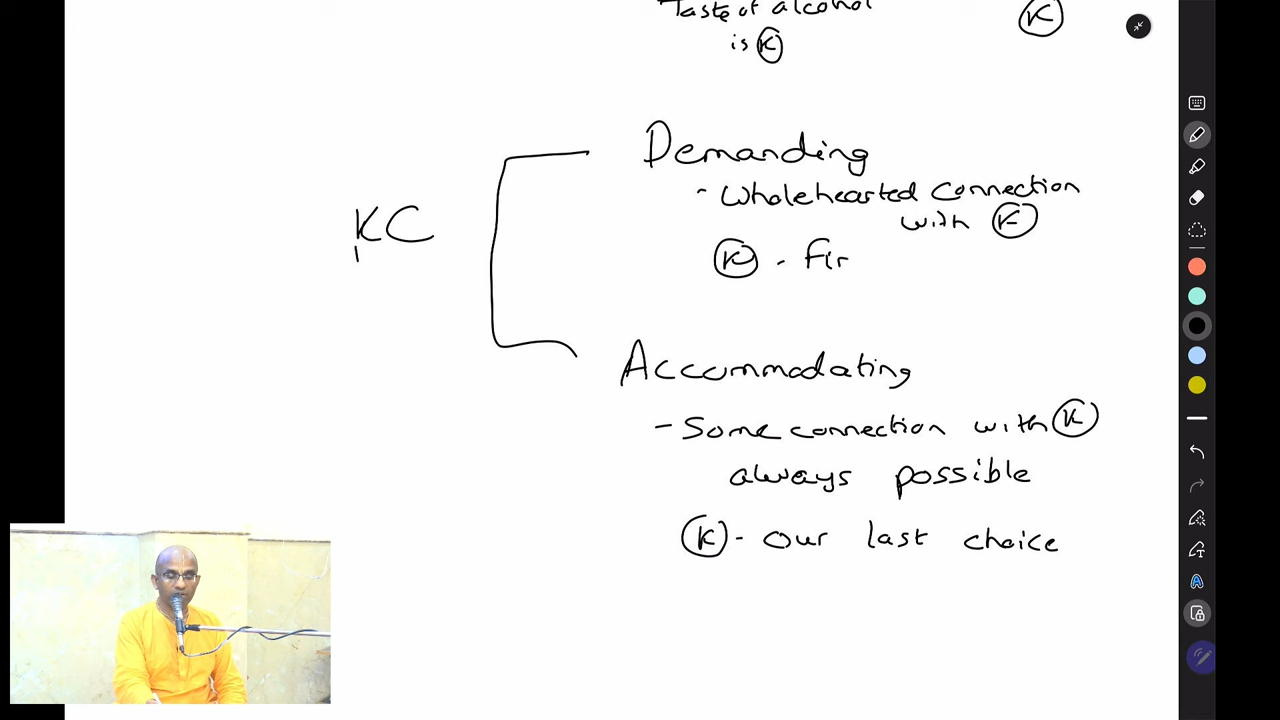 Taste of alcohol
is K
K
Demanding
- Wholehearted connection
with K
KC
K - Fir
Accommodating
- Some connection with K
always possible
K - Our last choice